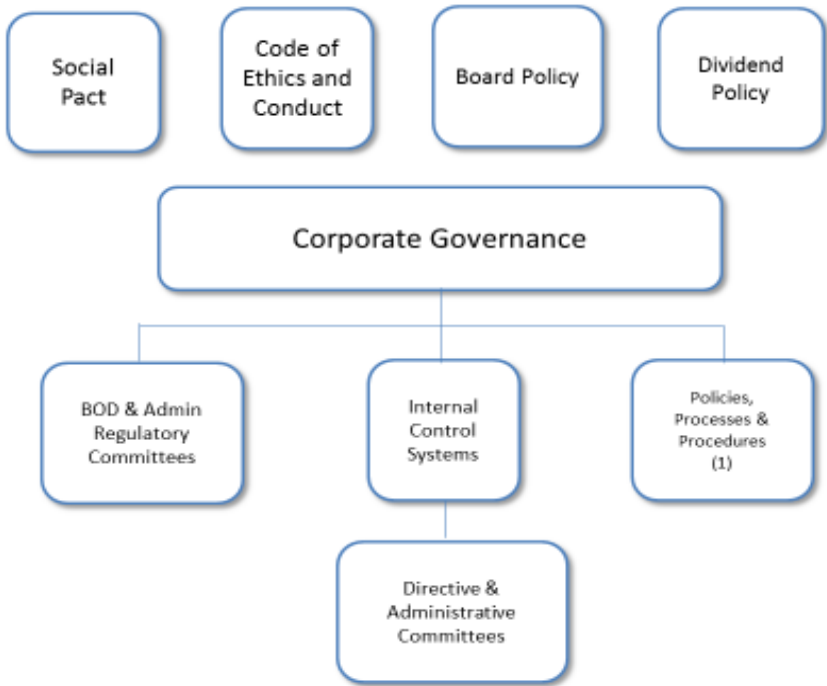 Social
Pact
Code of
Ethics and
Conduct
Board Policy
Dividend
Policy
Corporate Governance
BOD & Admin
Regulatory
Committees
Internal
Control
Systems
Policies,
Processes &
Procedures
(1)
Directive &
Administrative
Committees